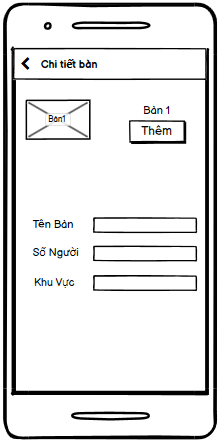 Chi tiết bàn
Bàn1
Bàn 1
Thêm
Tên Bàn
Số Người
Khu Vực